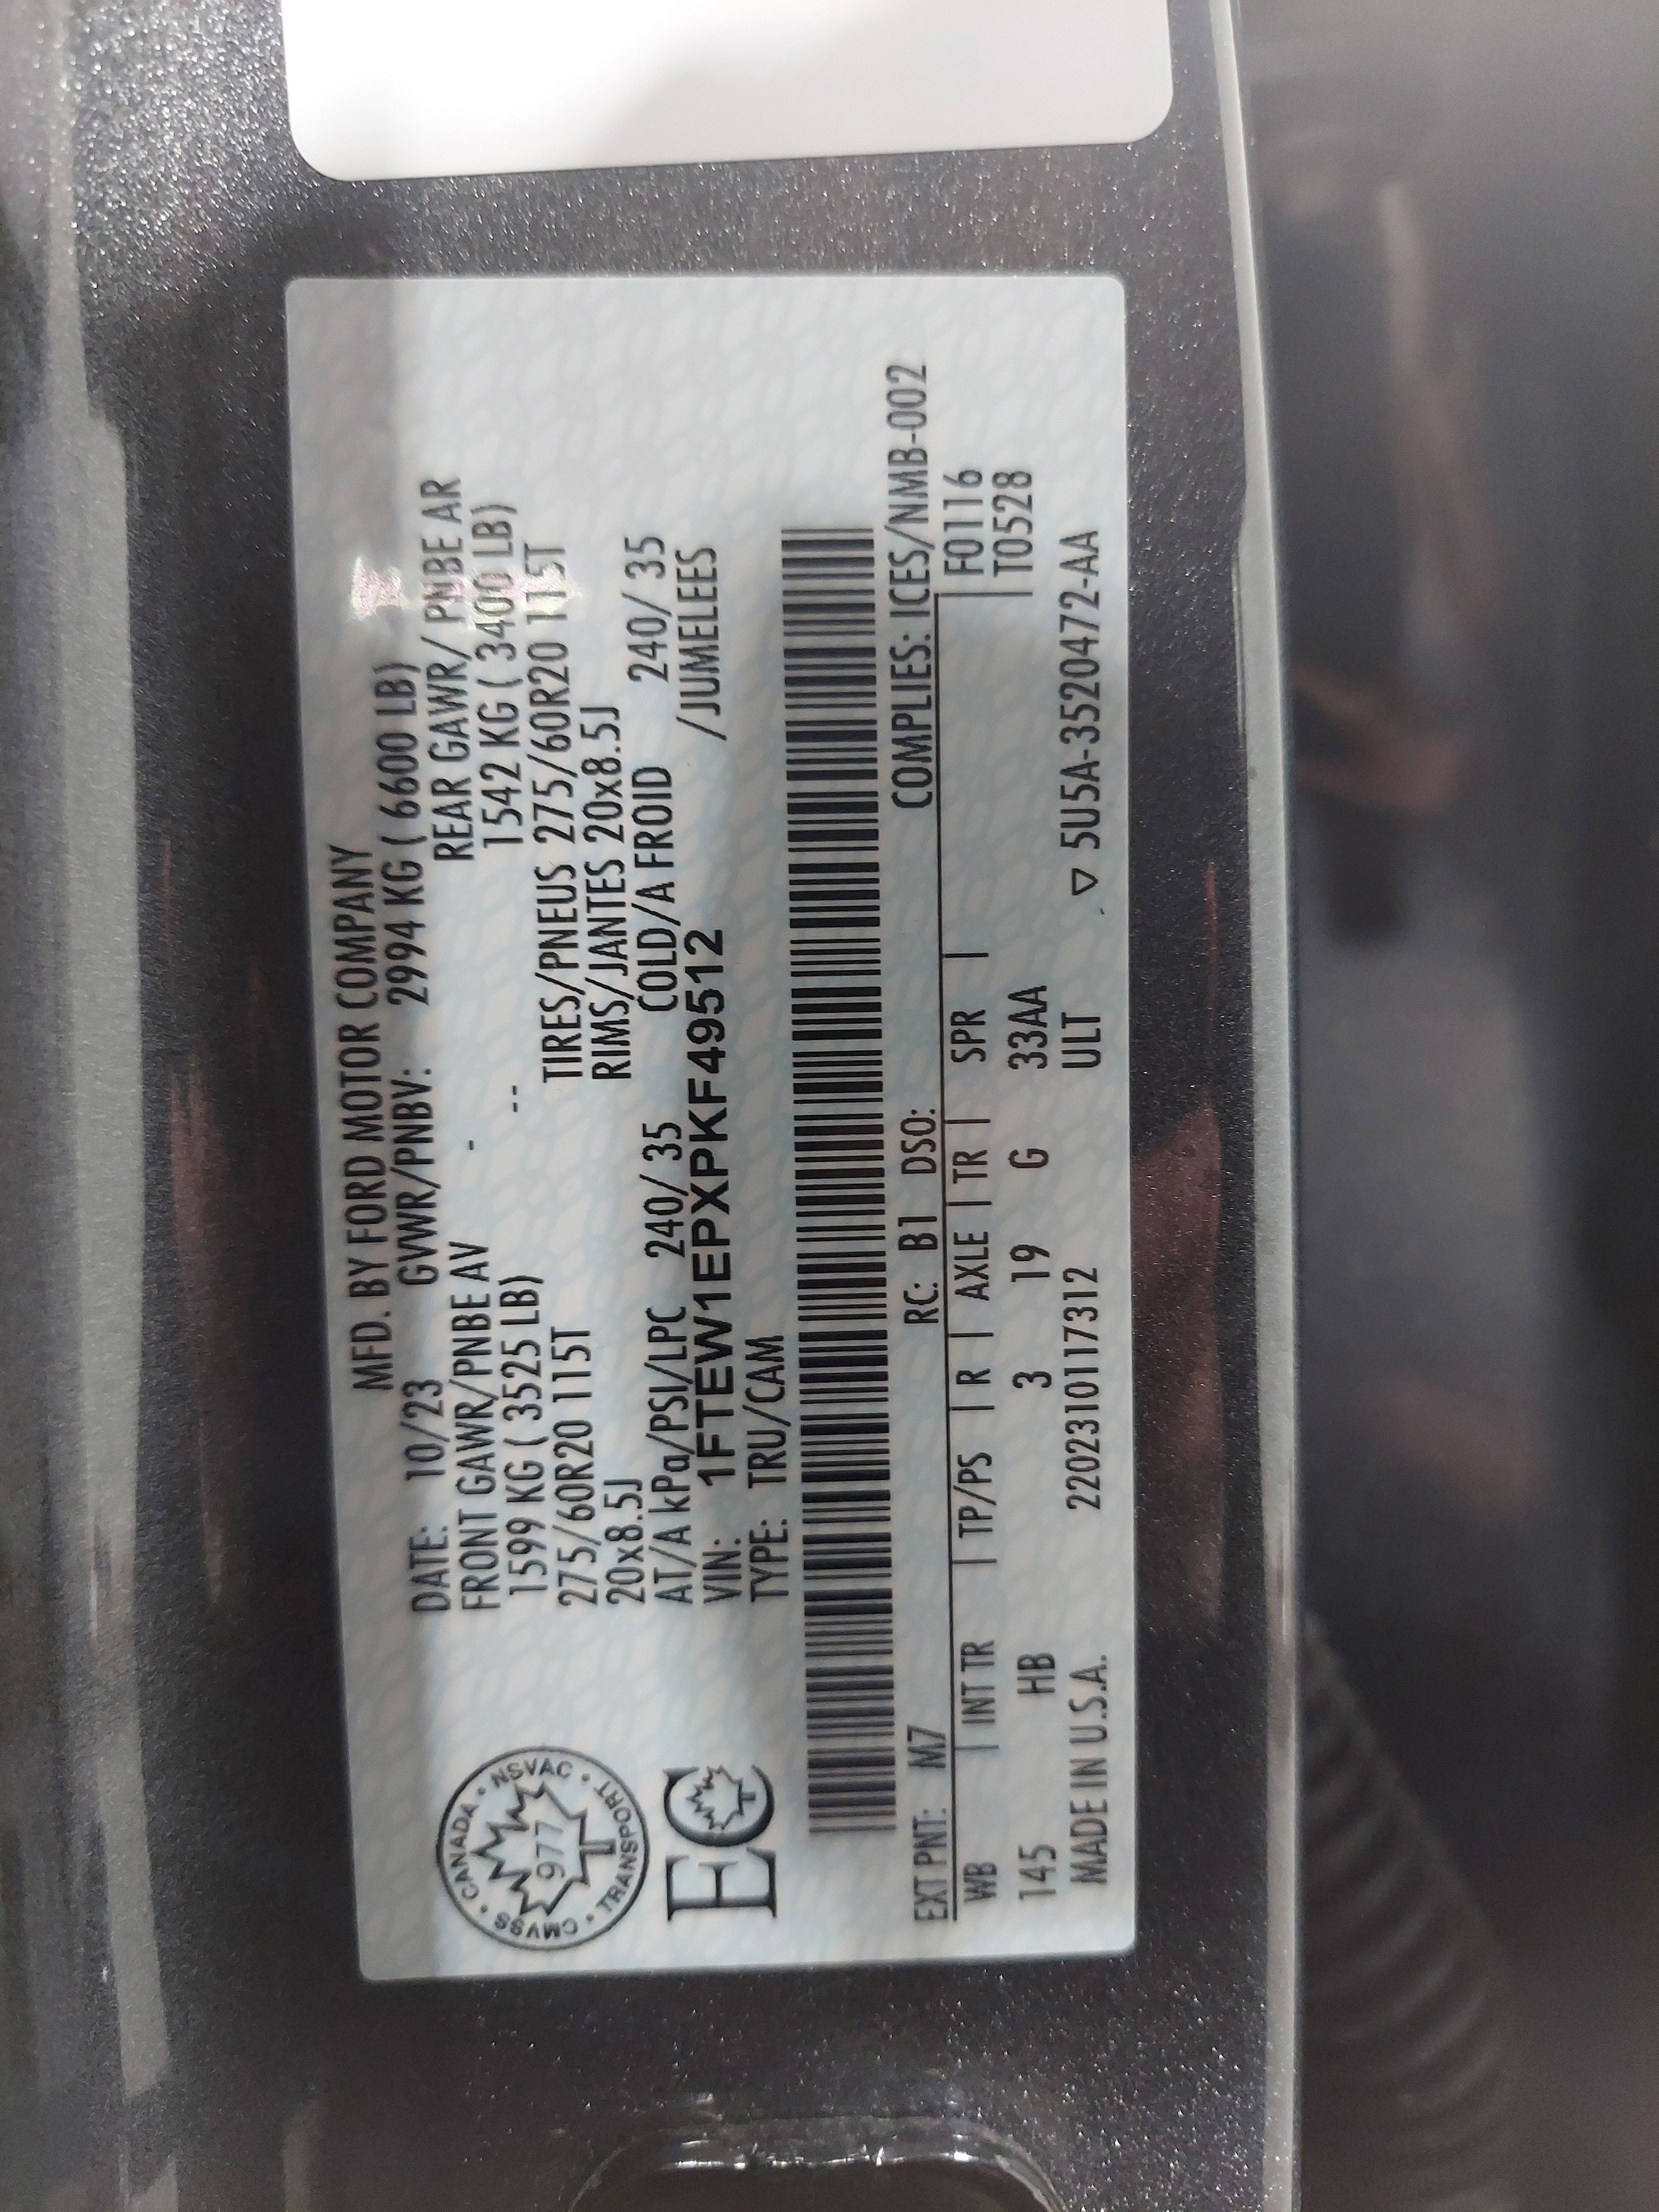 MFD. BY FORD MOTOR COMPANY
DATE: 10/23 GVWR/PNBV: 2994 KG ( 6600 LB)
FRONT GAWR/PNBE AV - REAR GAWR/ PNBE AR
1599 KG ( 3525 LB) -- 1542 KG ( 3400 LB)
275/60R20 115T TIRES/PNEUS 275/60R20 115T
20x8.5J RIMS/JANTES 20x8.5J
AT/A kPa/PSI/LPC 240/ 35 COLD/A FROID 240/ 35
VIN: 1FTEW1EPXPKF49512 /JUMELEES
TYPE: TRU/CAM
CANADA • NSVAC • TRANSPORT • CMVSS •
977
EC
EXT PNT: M7 RC: B1 DSO: COMPLIES: ICES/NMB-002
WB | INT TR | TP/PS | R | AXLE | TR | SPR | | F0116
145 HB 3 19 G 33AA T0528
MADE IN U.S.A. 220231017312 ULT ▽ 5U5A-3520472-AA